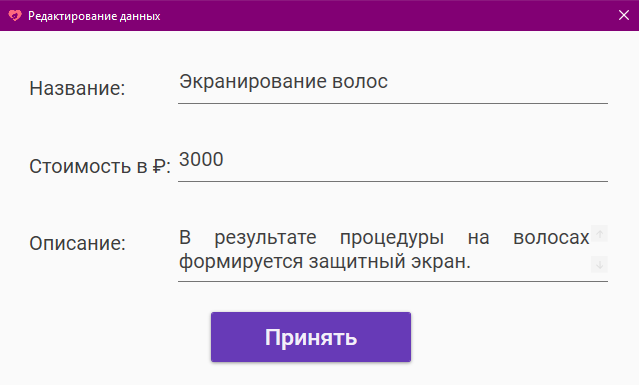 Редактирование данных
Название: Экранирование волос
Стоимость в ₽: 3000
Описание: В результате процедуры на волосах
формируется защитный экран.
Принять